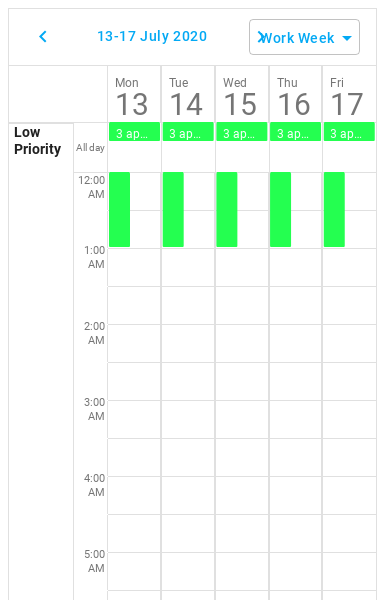 13-17 July 2020
Work Week
Mon Tue Wed Thu Fri
13 14 15 16 17
3 ap... 3 ap... 3 ap... 3 ap... 3 ap...
Low
Priority
All day
12:00
AM
1:00
AM
2:00
AM
3:00
AM
4:00
AM
5:00
AM